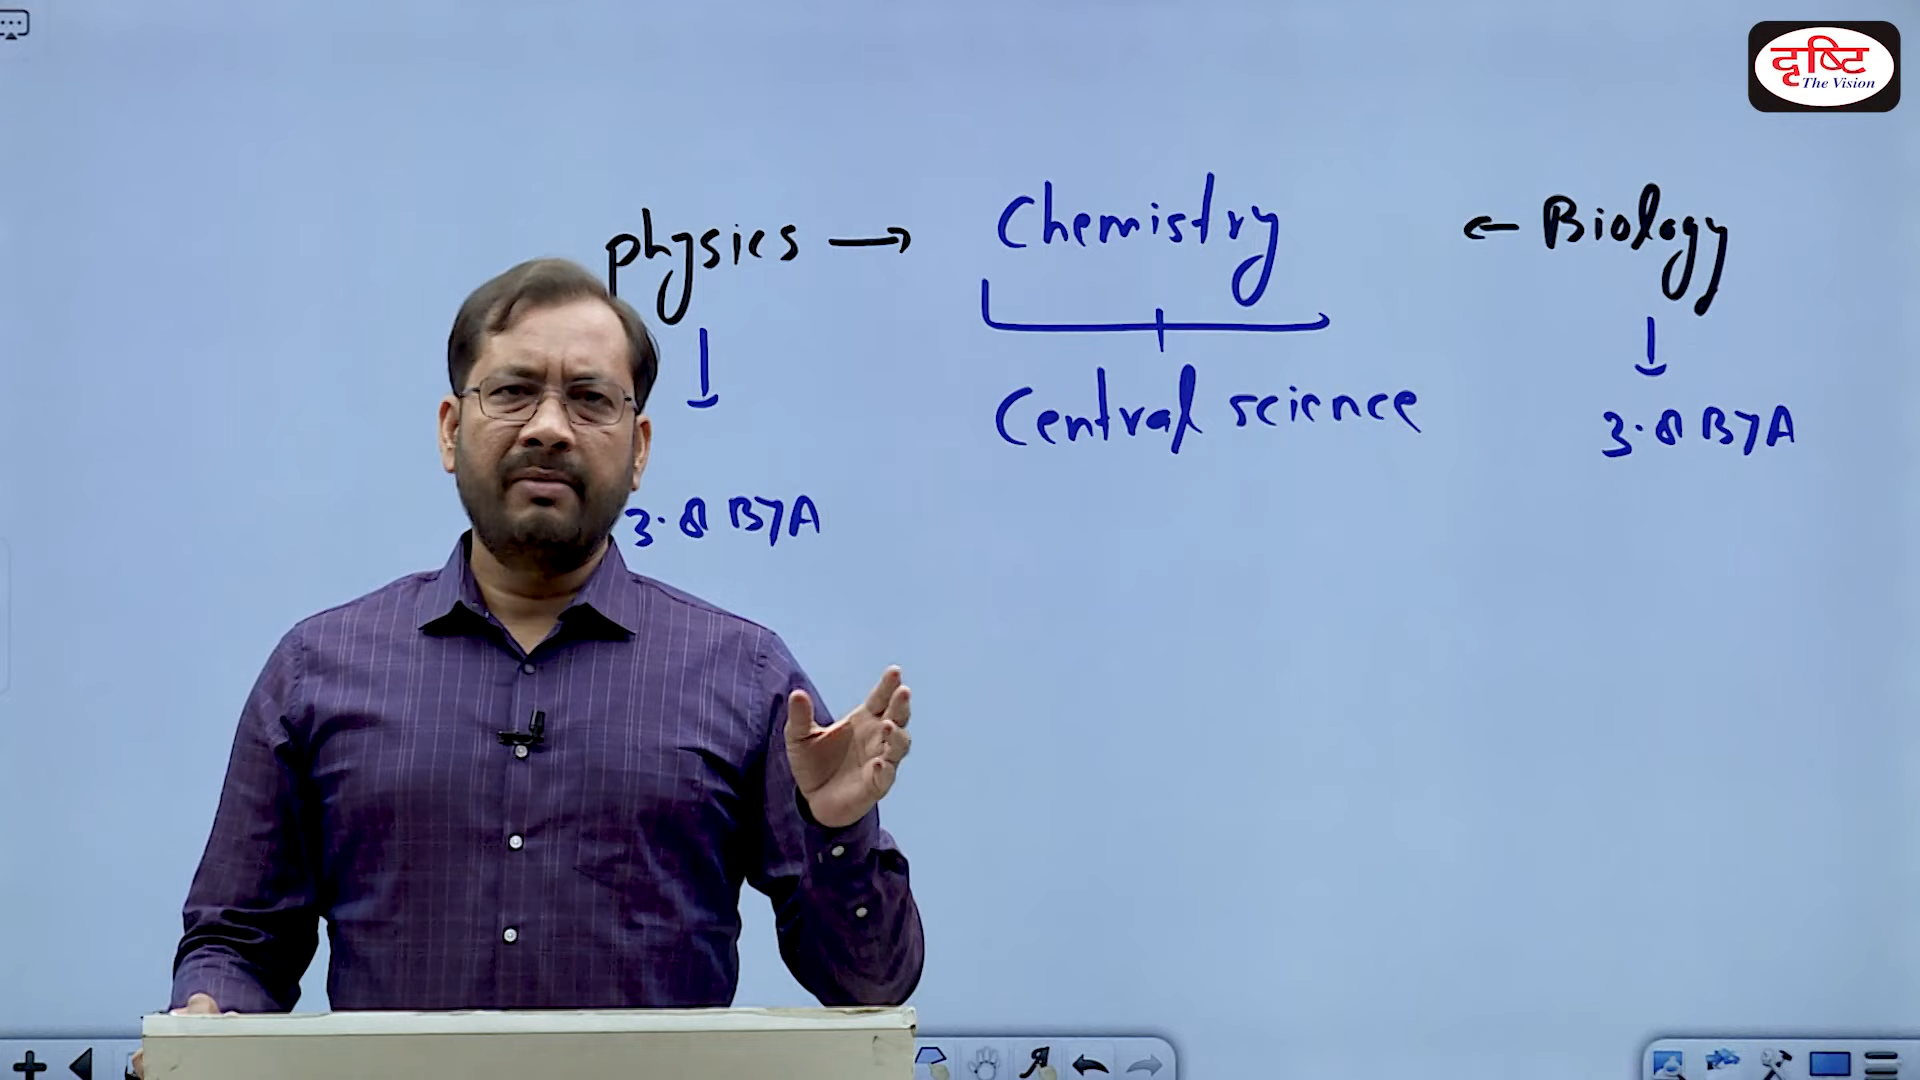 दृष्टि
The Vision
physics → Chemistry ← Biology
Central science
3.8 BYA
3.8 BYA